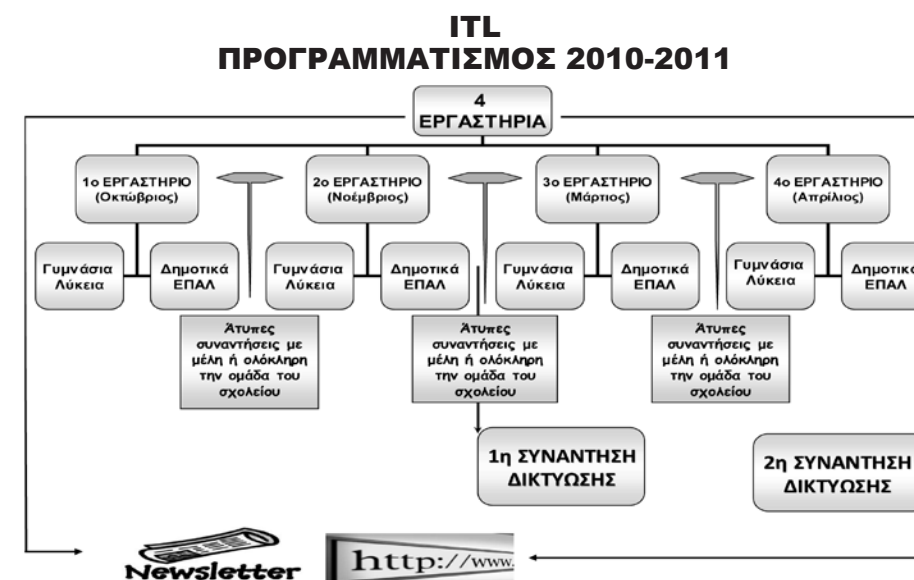 ITL
ΠΡΟΓΡΑΜΜΑΤΙΣΜΟΣ 2010-2011
4
ΕΡΓΑΣΤΗΡΙΑ
1ο ΕΡΓΑΣΤΗΡΙΟ
(Οκτώβριος)
2ο ΕΡΓΑΣΤΗΡΙΟ
(Νοέμβριος)
3ο ΕΡΓΑΣΤΗΡΙΟ
(Μάρτιος)
4ο ΕΡΓΑΣΤΗΡΙΟ
(Απρίλιος)
Γυμνάσια
Λύκεια
Δημοτικά
ΕΠΑΛ
Γυμνάσια
Λύκεια
Δημοτικά
ΕΠΑΛ
Γυμνάσια
Λύκεια
Δημοτικά
ΕΠΑΛ
Γυμνάσια
Λύκεια
Δημοτικά
ΕΠΑΛ
Άτυπες
συναντήσεις με
μέλη ή ολόκληρη
την ομάδα του
σχολείου
Άτυπες
συναντήσεις με
μέλη ή ολόκληρη
την ομάδα του
σχολείου
Άτυπες
συναντήσεις με
μέλη ή ολόκληρη
την ομάδα του
σχολείου
1η ΣΥΝΑΝΤΗΣΗ
ΔΙΚΤΥΩΣΗΣ
2η ΣΥΝΑΝΤΗΣΗ
ΔΙΚΤΥΩΣΗΣ
Newsletter
http://www.